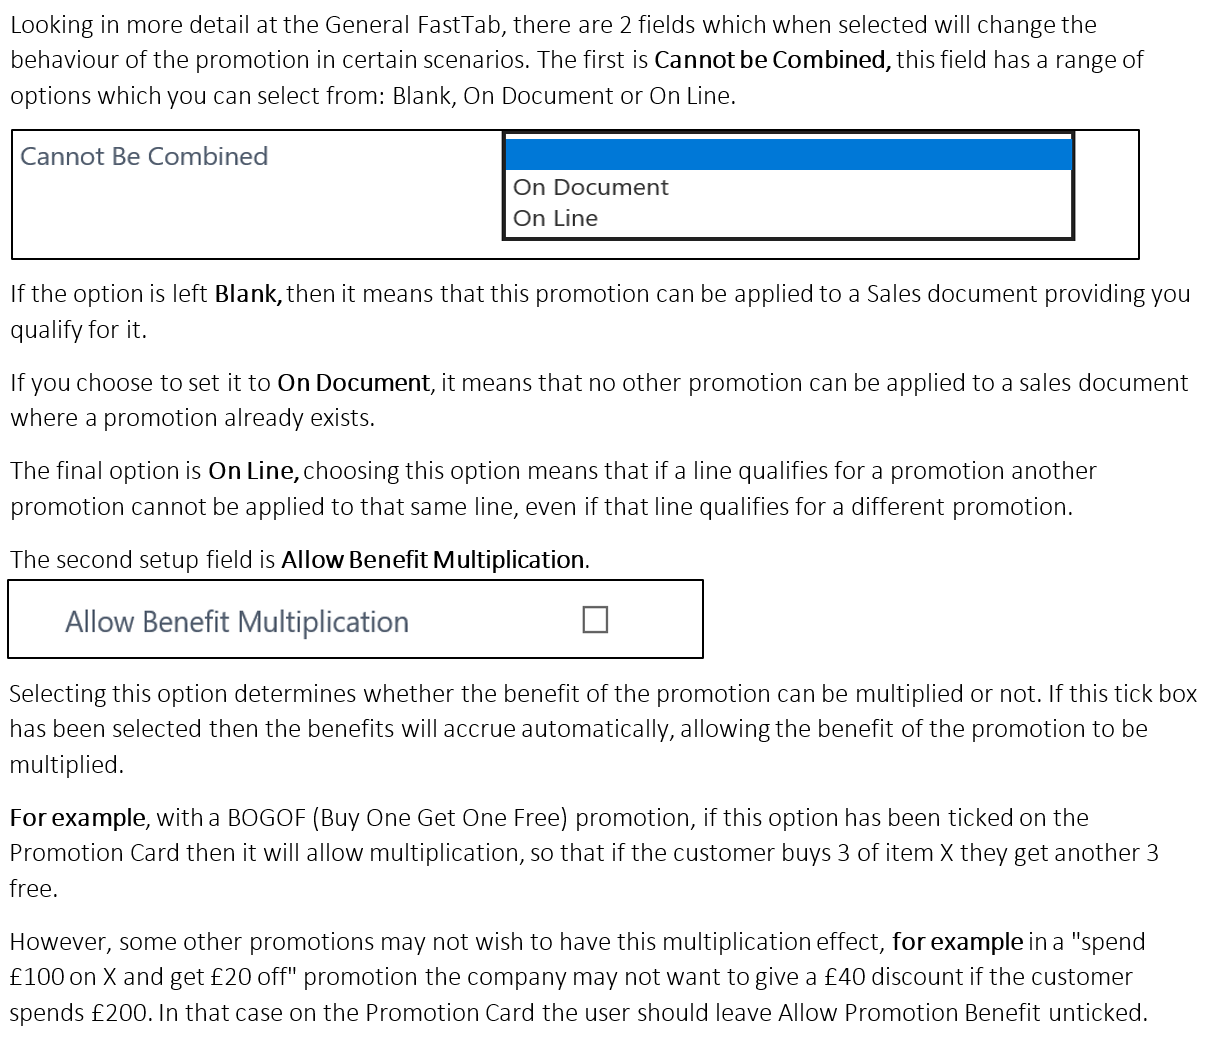 Looking in more detail at the General FastTab, there are 2 fields which when selected will change the
behaviour of the promotion in certain scenarios. The first is Cannot be Combined, this field has a range of
options which you can select from: Blank, On Document or On Line.
Cannot Be Combined
On Document
On Line
If the option is left Blank, then it means that this promotion can be applied to a Sales document providing you
qualify for it.
If you choose to set it to On Document, it means that no other promotion can be applied to a sales document
where a promotion already exists.
The final option is On Line, choosing this option means that if a line qualifies for a promotion another
promotion cannot be applied to that same line, even if that line qualifies for a different promotion.
The second setup field is Allow Benefit Multiplication.
Allow Benefit Multiplication
Selecting this option determines whether the benefit of the promotion can be multiplied or not. If this tick box
has been selected then the benefits will accrue automatically, allowing the benefit of the promotion to be
multiplied.
For example, with a BOGOF (Buy One Get One Free) promotion, if this option has been ticked on the
Promotion Card then it will allow multiplication, so that if the customer buys 3 of item X they get another 3
free.
However, some other promotions may not wish to have this multiplication effect, for example in a "spend
£100 on X and get £20 off" promotion the company may not want to give a £40 discount if the customer
spends £200. In that case on the Promotion Card the user should leave Allow Promotion Benefit unticked.